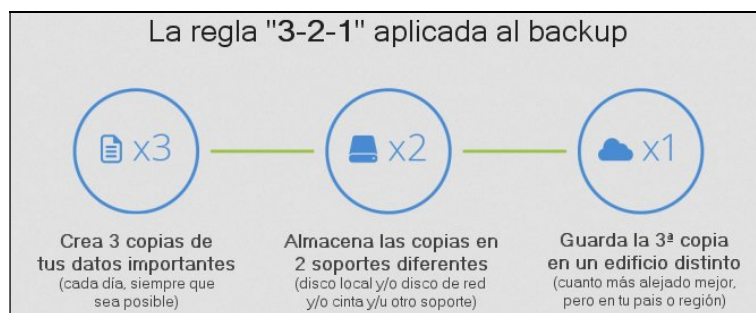 La regla "3-2-1" aplicada al backup
x3
x2
x1
Crea 3 copias de
tus datos importantes
(cada día, siempre que
sea posible)
Almacena las copias en
2 soportes diferentes
(disco local y/o disco de red
y/o cinta y/u otro soporte)
Guarda la 3ª copia
en un edificio distinto
(cuanto más alejado mejor,
pero en tu pais o región)